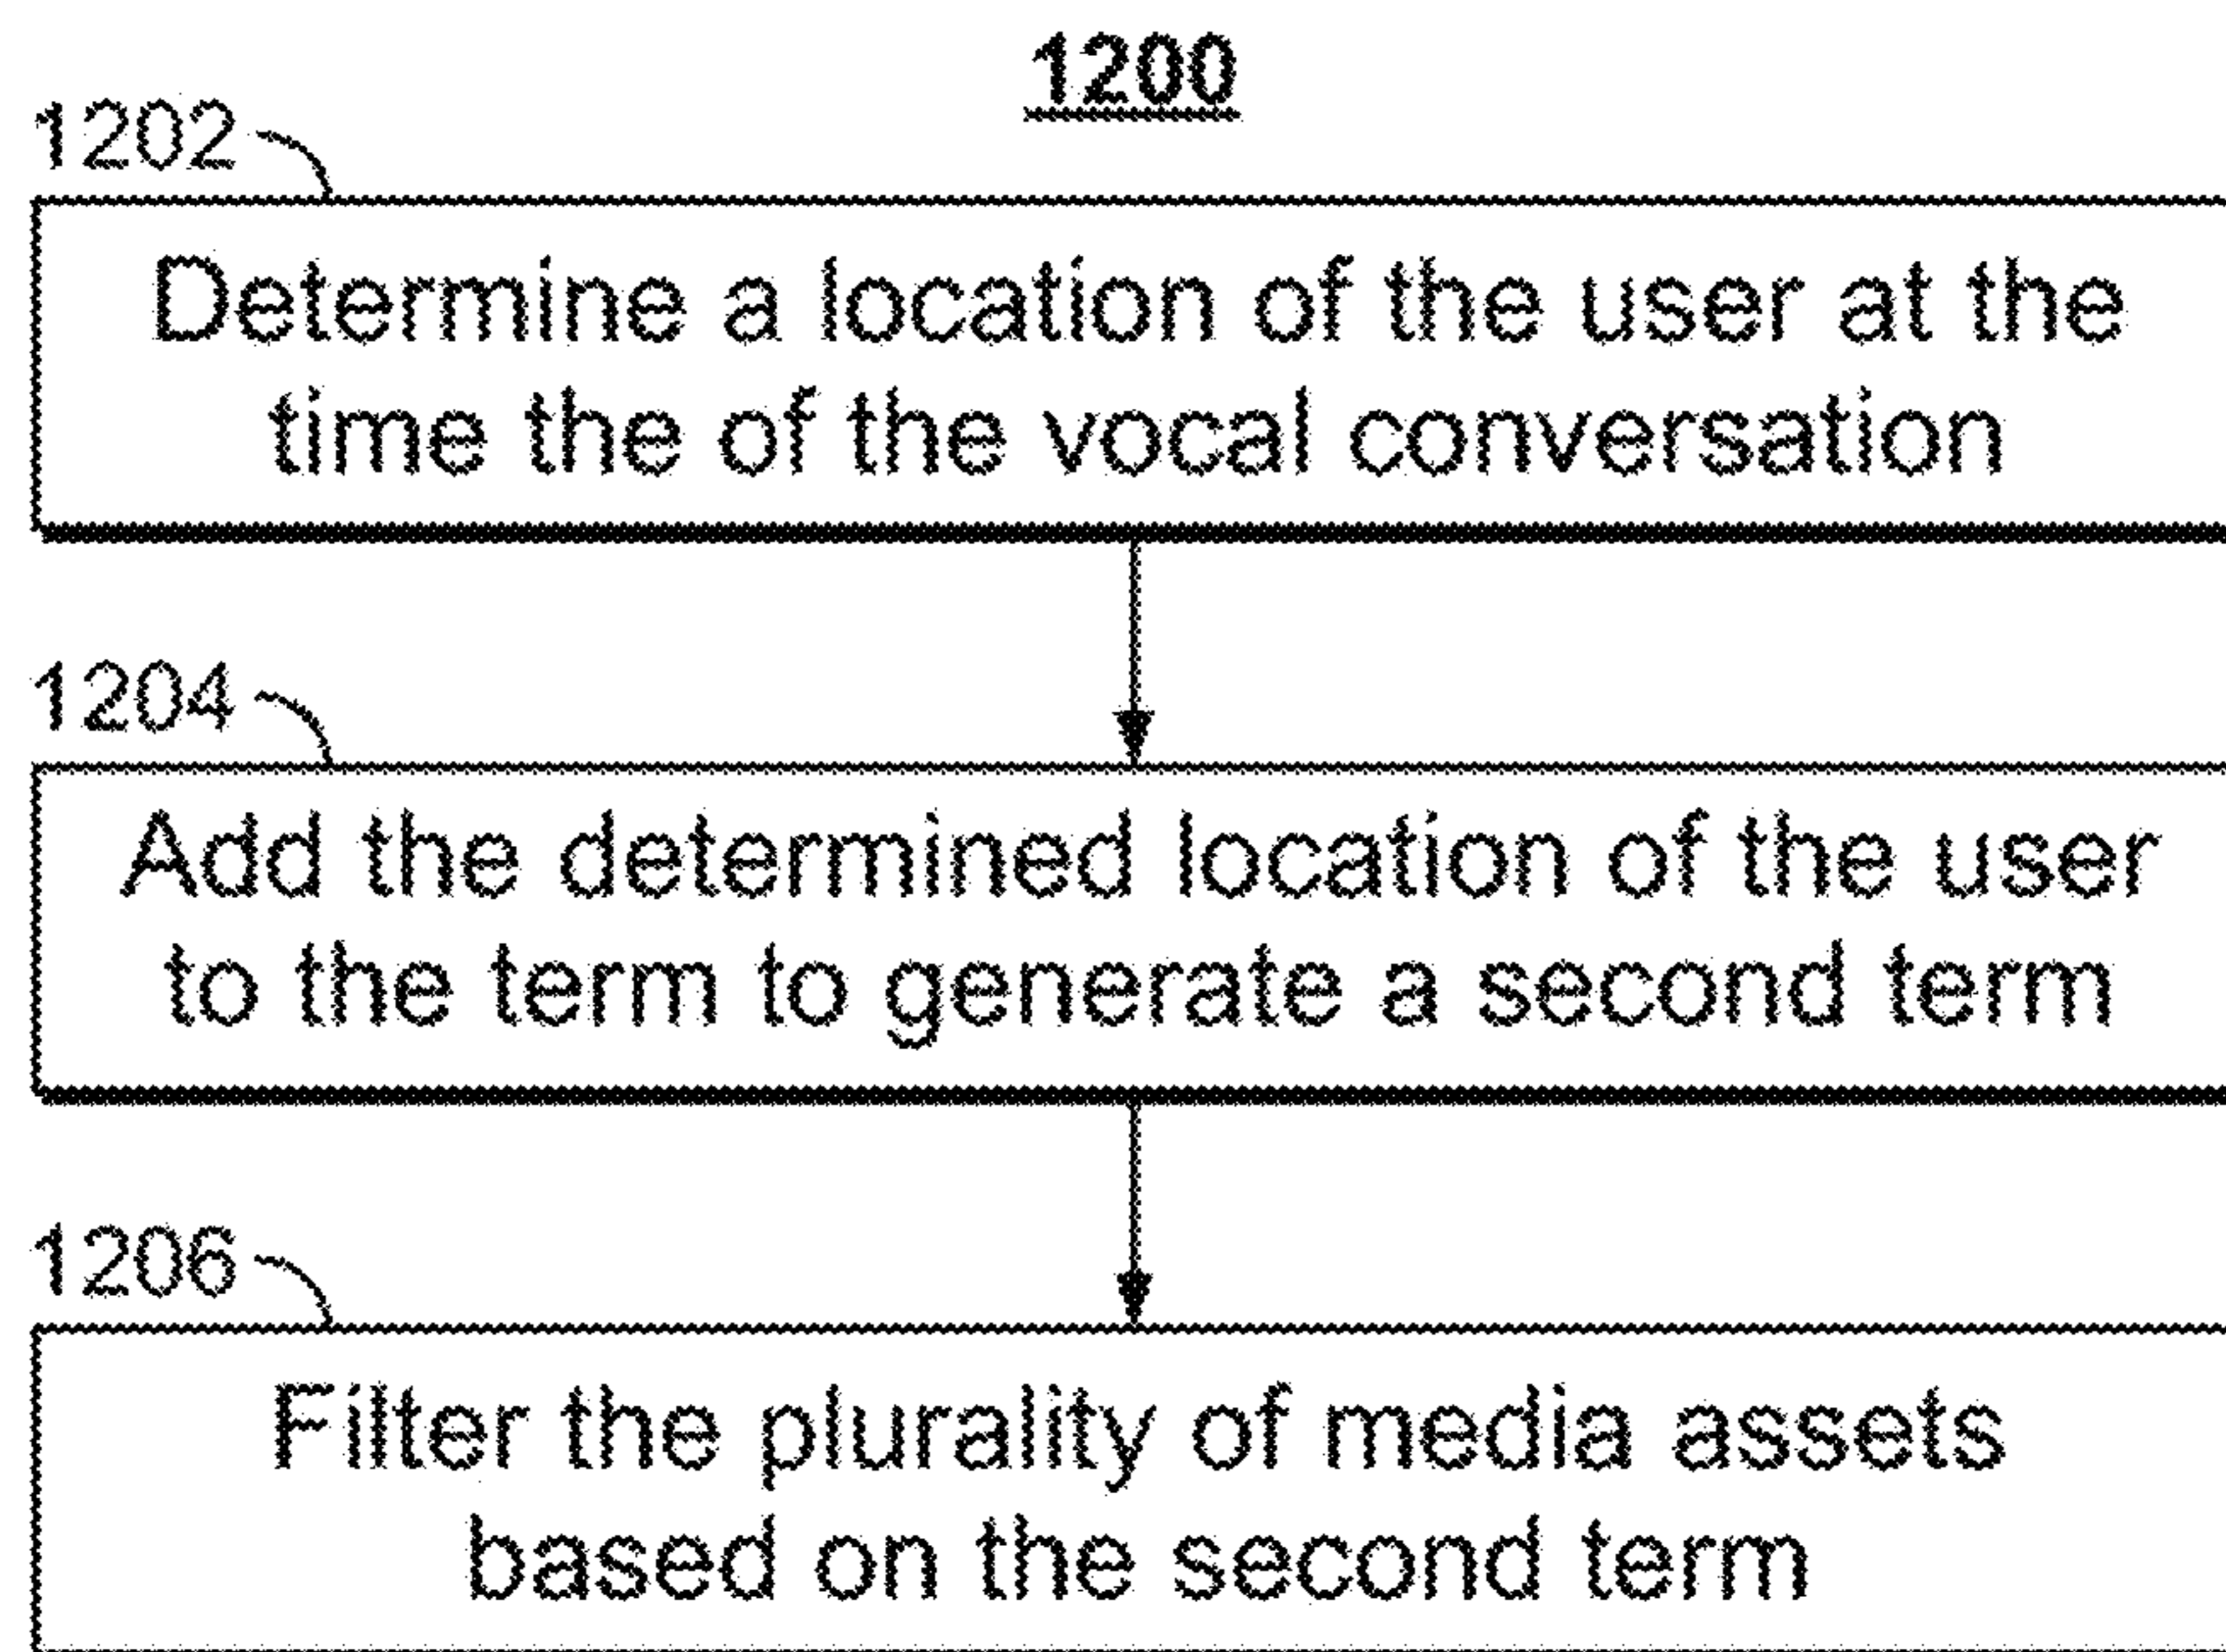 1200
1202
Determine a location of the user at the
time the of the vocal conversation
1204
Add the determined location of the user
to the term to generate a second term
1206
Filter the plurality of media assets
based on the second term